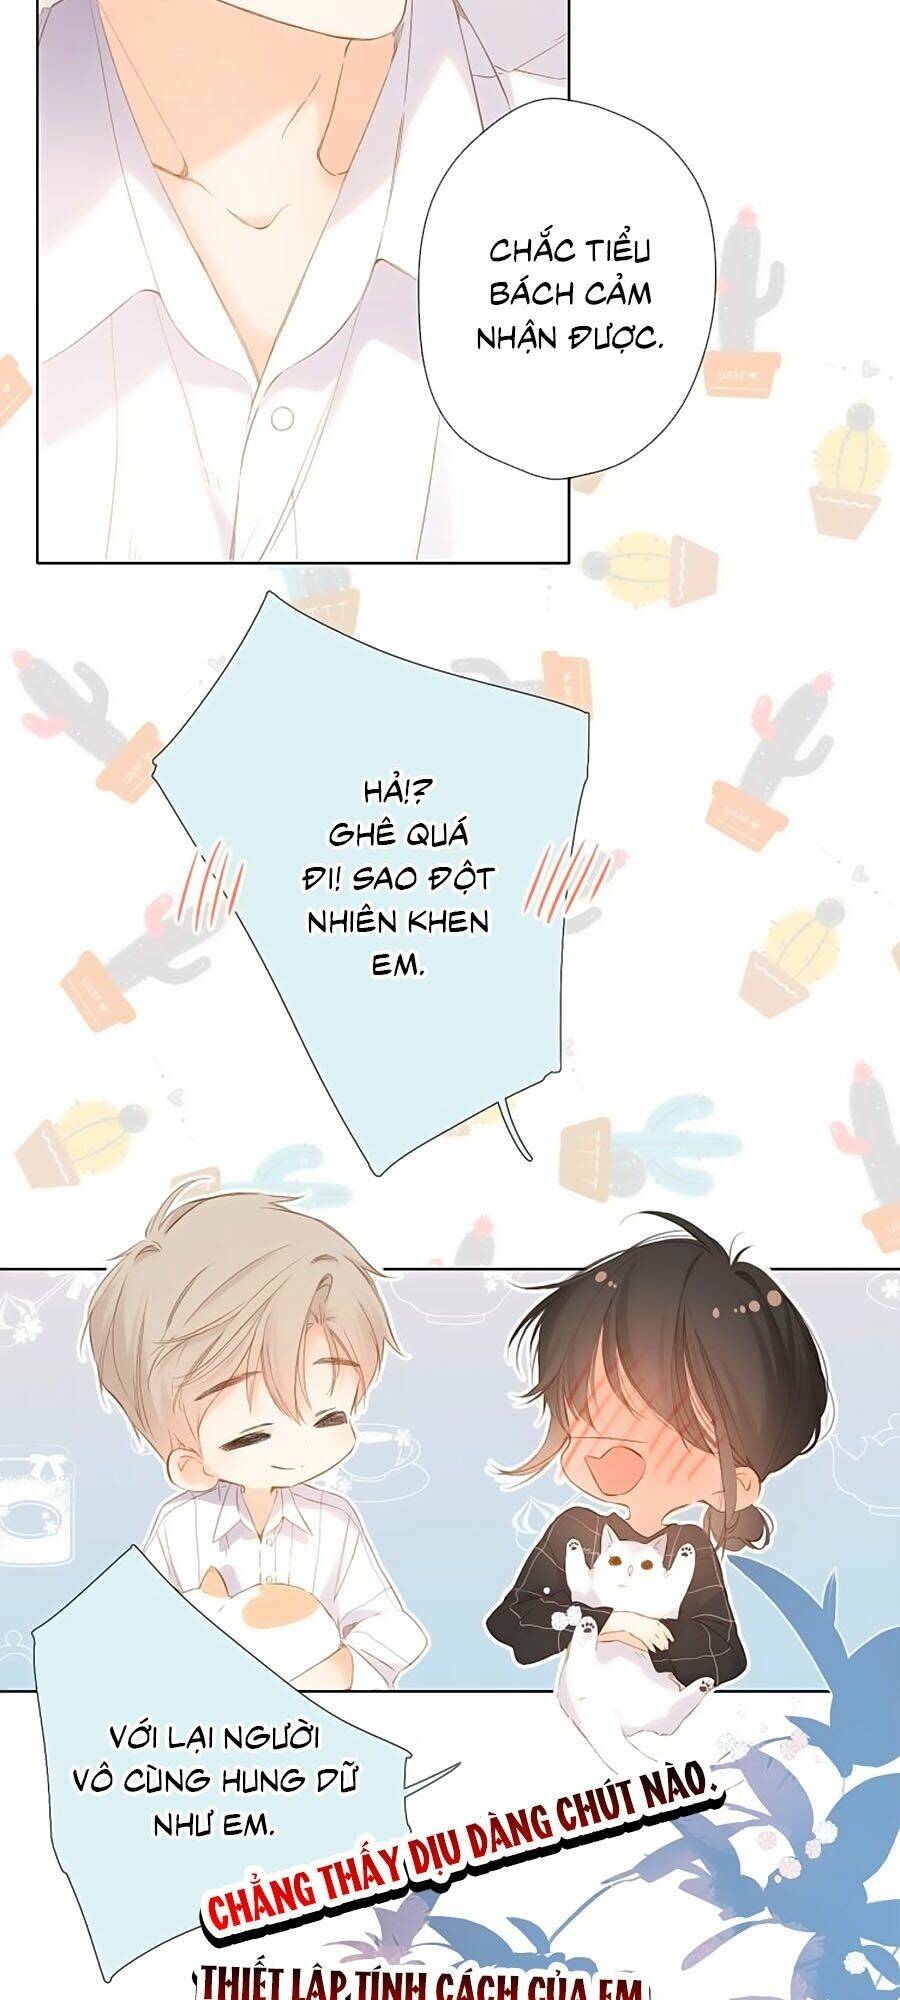 CHẮC TIỂU
BÁCH CẢM
NHẬN ĐƯỢC.
HẢ!?
GHÊ QUÁ
ĐI! SAO ĐỘT
NHIÊN KHEN
EM.
VỚI LẠI NGƯỜI
VÔ CÙNG HUNG DỮ
NHƯ EM.
CHẲNG THẤY DỊU DÀNG CHÚT NÀO.
THIẾT LẬP TÍNH CÁCH CỦA EM